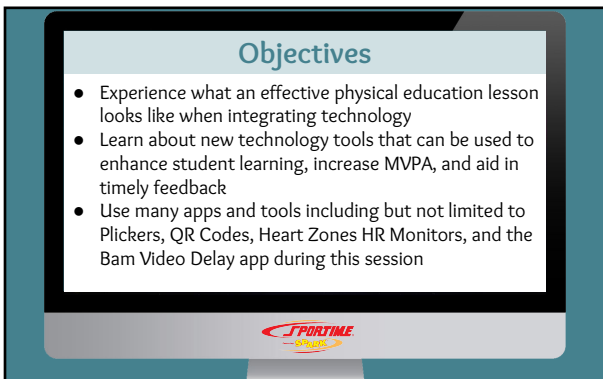 Objectives
● Experience what an effective physical education lesson
looks like when integrating technology
● Learn about new technology tools that can be used to
enhance student learning, increase MVPA, and aid in
timely feedback
● Use many apps and tools including but not limited to
Plickers, QR Codes, Heart Zones HR Monitors, and the
Bam Video Delay app during this session
SPORTIME
SPARK